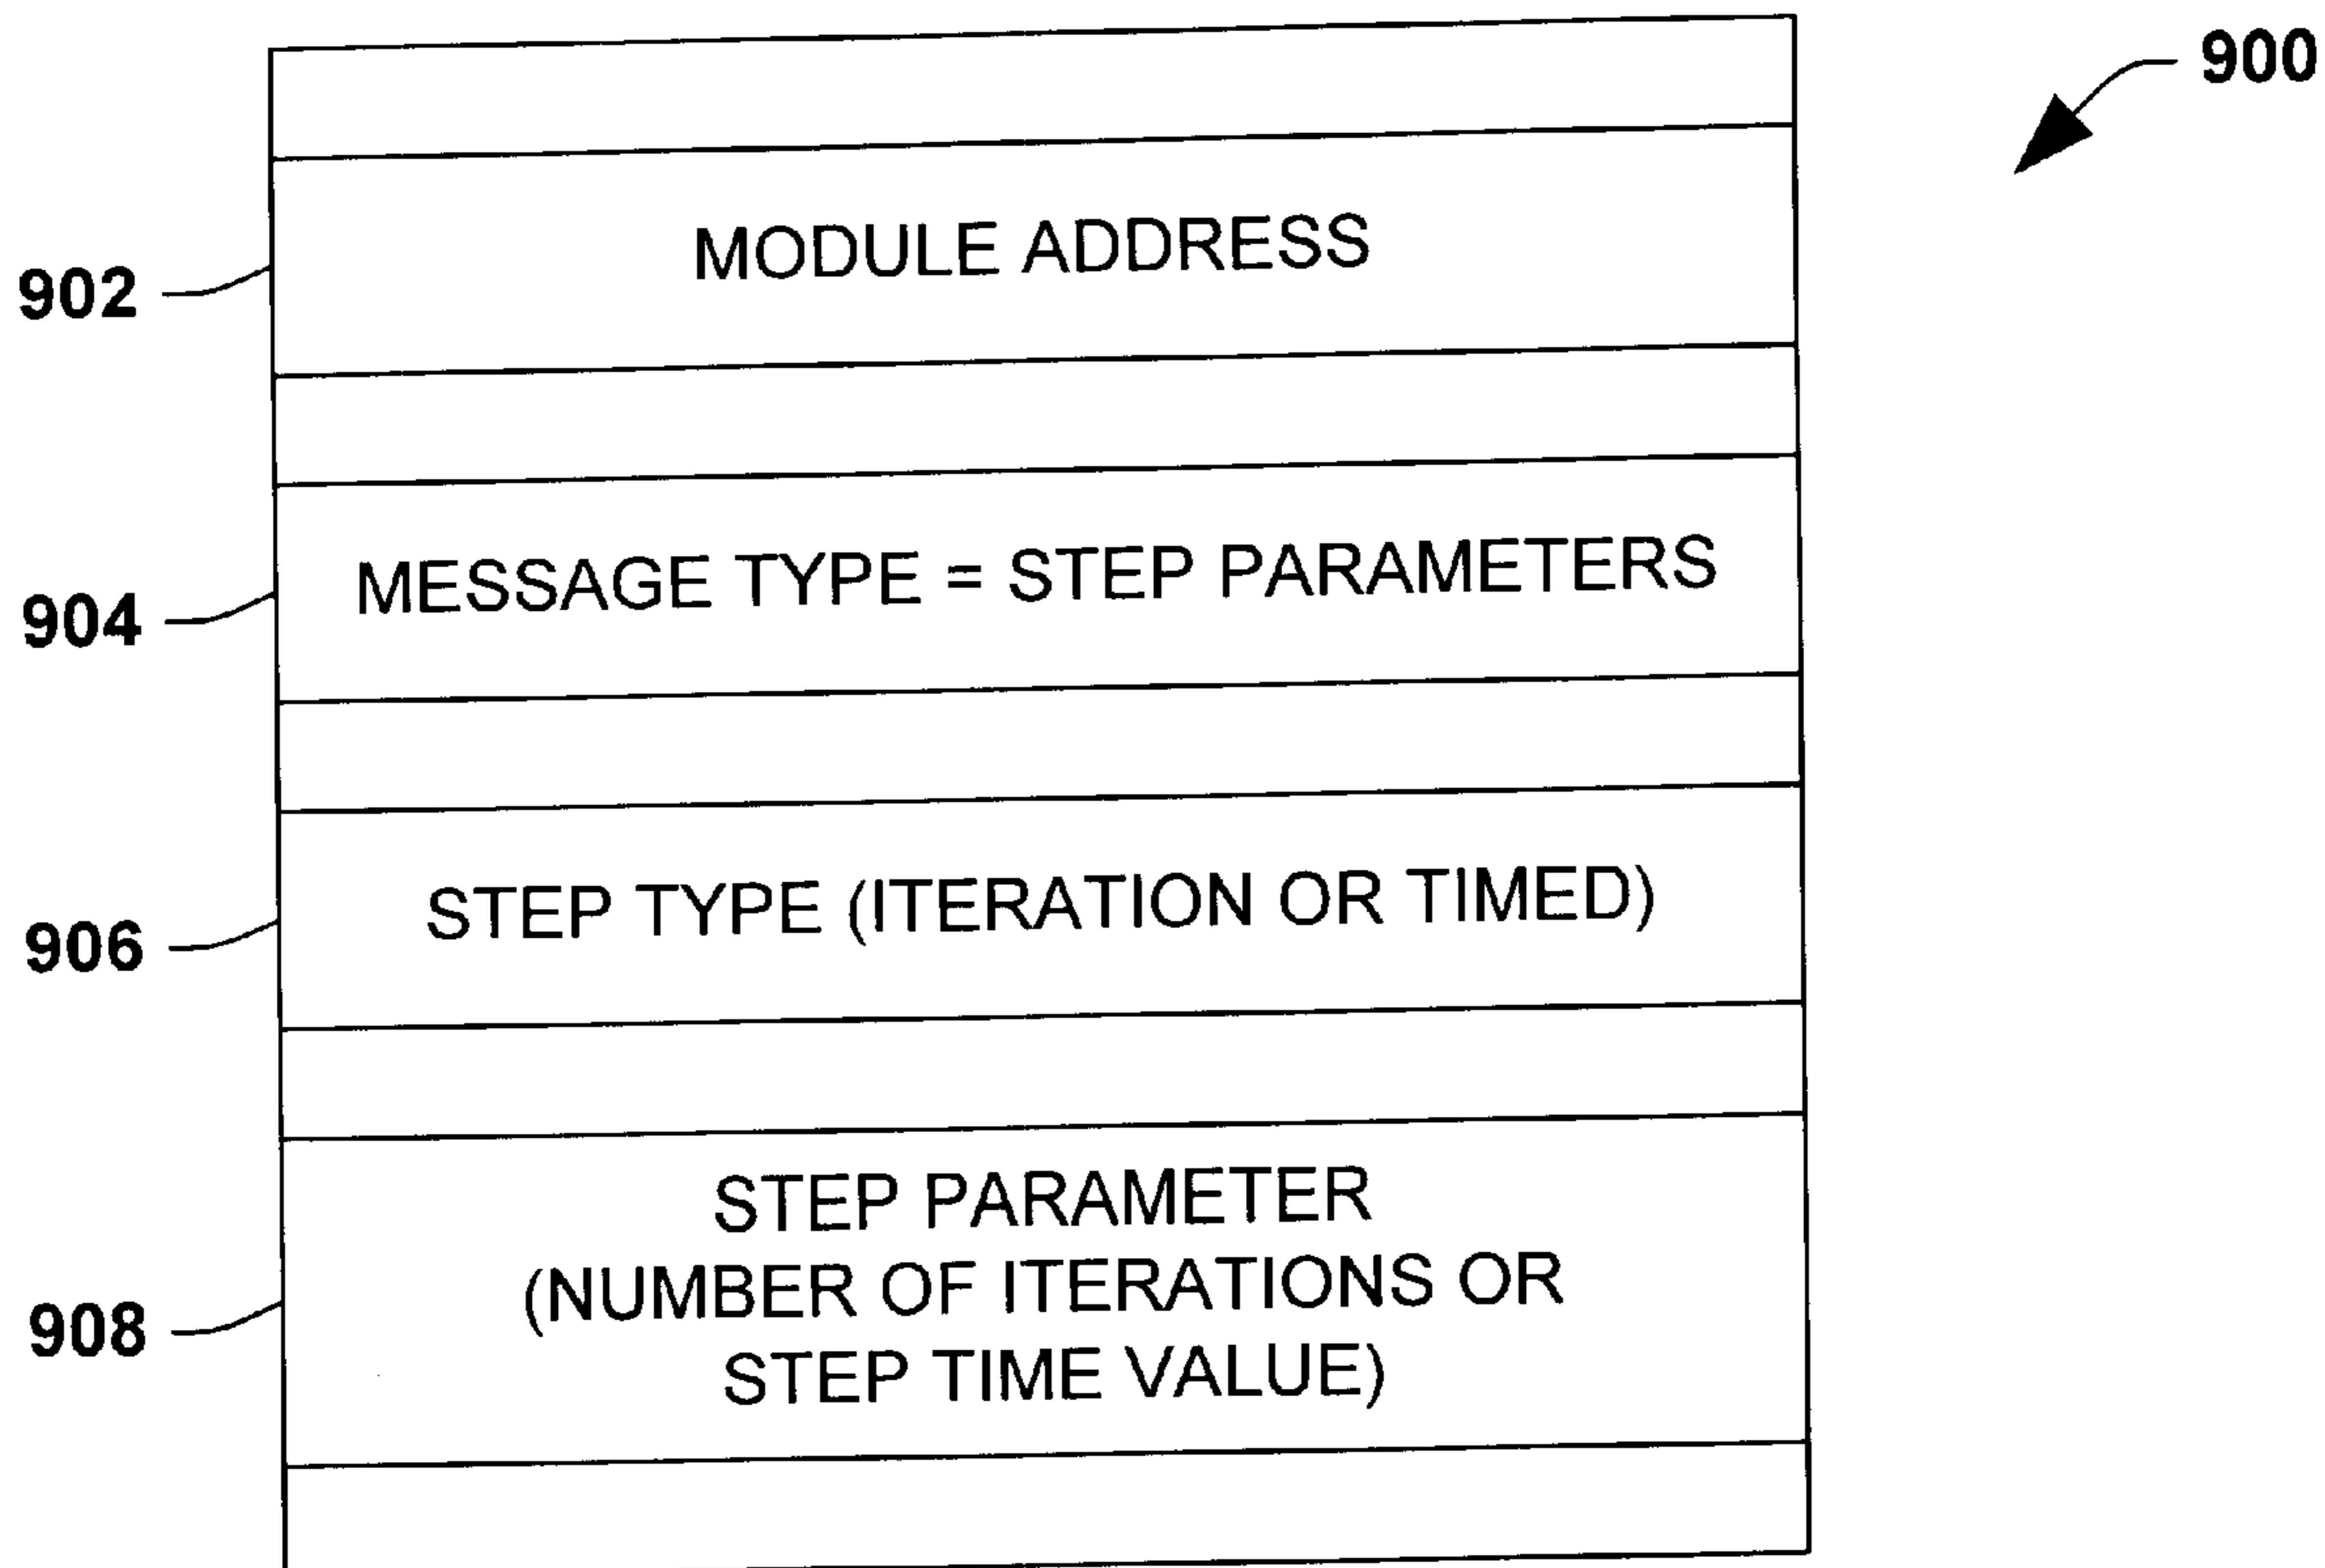 900
902
MODULE ADDRESS
904
MESSAGE TYPE = STEP PARAMETERS
906
STEP TYPE (ITERATION OR TIMED)
908
STEP PARAMETER
(NUMBER OF ITERATIONS OR
STEP TIME VALUE)